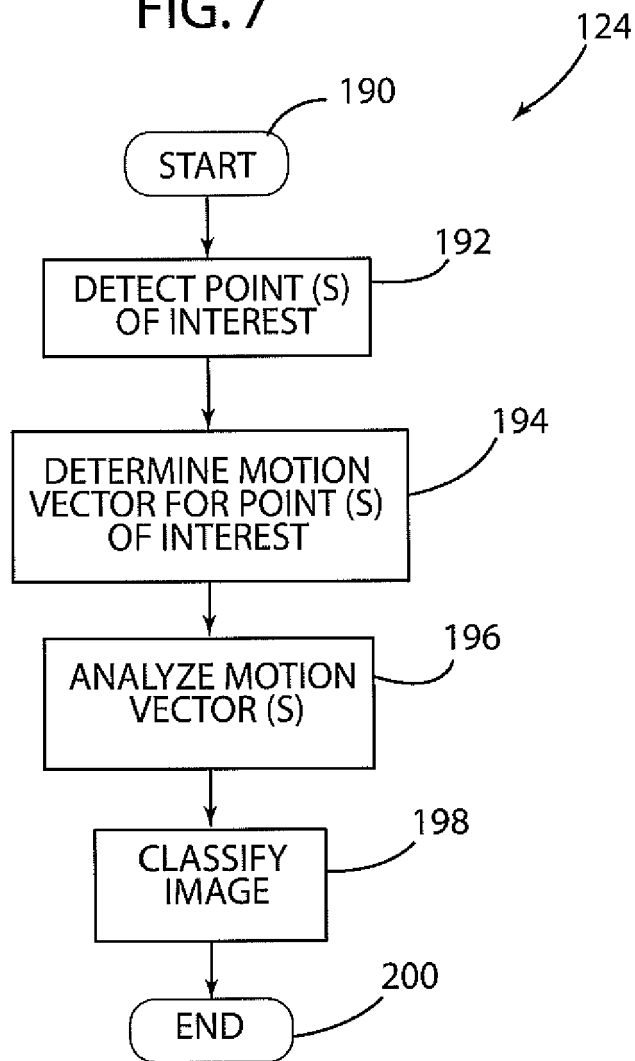 FIG. 7
124
190
START
192
DETECT POINT (S)
OF INTEREST
194
DETERMINE MOTION
VECTOR FOR POINT (S)
OF INTEREST
196
ANALYZE MOTION
VECTOR (S)
198
CLASSIFY
IMAGE
200
END